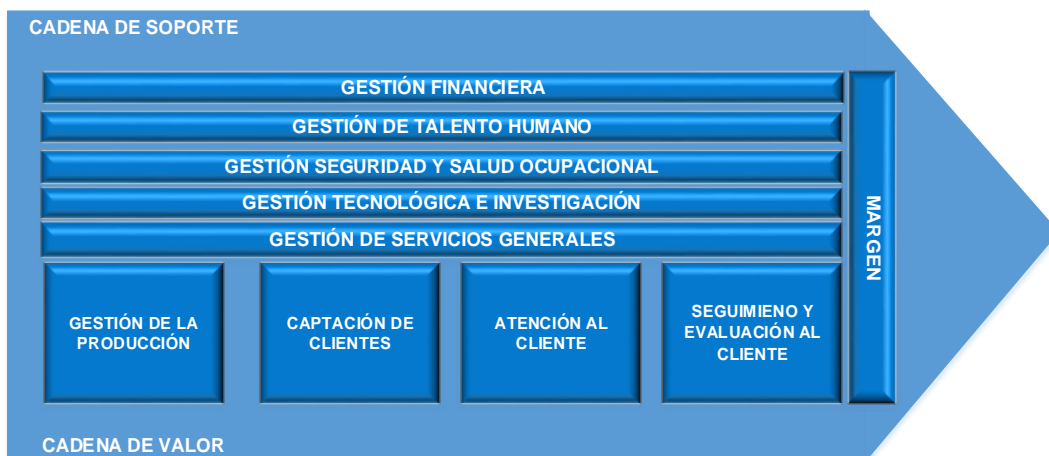 CADENA DE SOPORTE
GESTIÓN FINANCIERA
GESTIÓN DE TALENTO HUMANO
GESTIÓN SEGURIDAD Y SALUD OCUPACIONAL
GESTIÓN TECNOLÓGICA E INVESTIGACIÓN
GESTIÓN DE SERVICIOS GENERALES
MARGEN
GESTIÓN DE LA
PRODUCCIÓN
CAPTACIÓN DE
CLIENTES
ATENCIÓN AL
CLIENTE
SEGUIMIENO Y
EVALUACIÓN AL
CLIENTE
CADENA DE VALOR